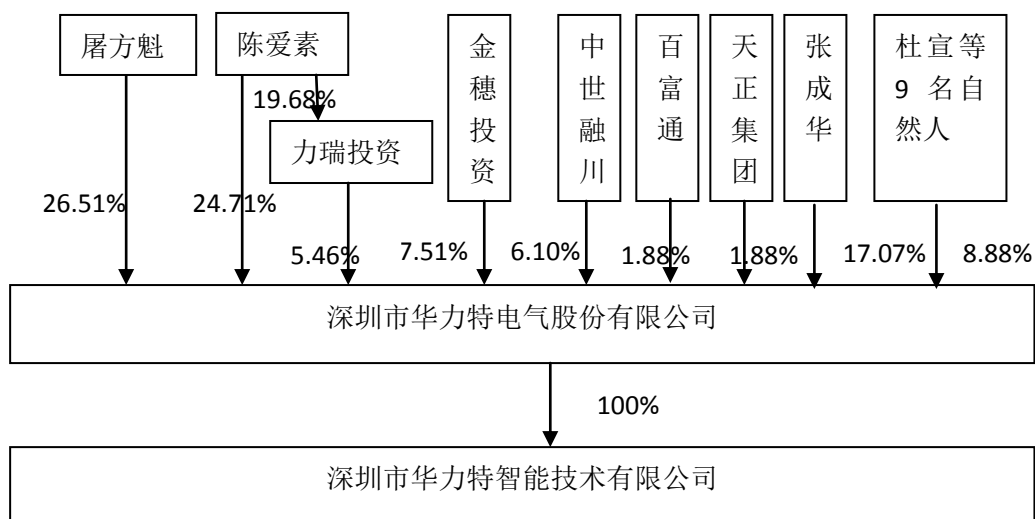 屠方魁
陈爱素
金穗投资
中世融川
百富通
天正集团
张成华
杜宣等
9 名自
然人
19.68%
力瑞投资
26.51%
24.71%
5.46%
7.51%
6.10%
1.88%
1.88%
17.07%
8.88%
深圳市华力特电气股份有限公司
100%
深圳市华力特智能技术有限公司